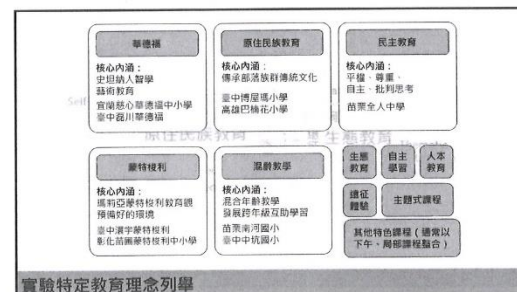 華德福
核心內涵：
史坦納人智學
藝術教育
宜蘭慈心華德福中小學
臺中磊川華德福
原住民族教育
核心內涵：
傳承部落族群傳統文化
臺中博屋瑪小學
高雄巴楠花小學
民主教育
核心內涵：
平權、尊重、
自主、批判思考
苗栗全人中學
蒙特梭利
核心內涵：
瑪莉亞蒙特梭利教育觀
預備好的環境
臺中澴宇蒙特梭利
彰化苗圃蒙特梭利中小學
混齡教學
核心內涵：
混合年齡教學
發展跨年級互助學習
苗栗南河國小
臺中中坑國小
生態
教育
自主
學習
人本
教育
遠征
體驗
主題式課程
其他特色課程（通常以
下午、局部課程整合）
實驗特定教育理念列舉